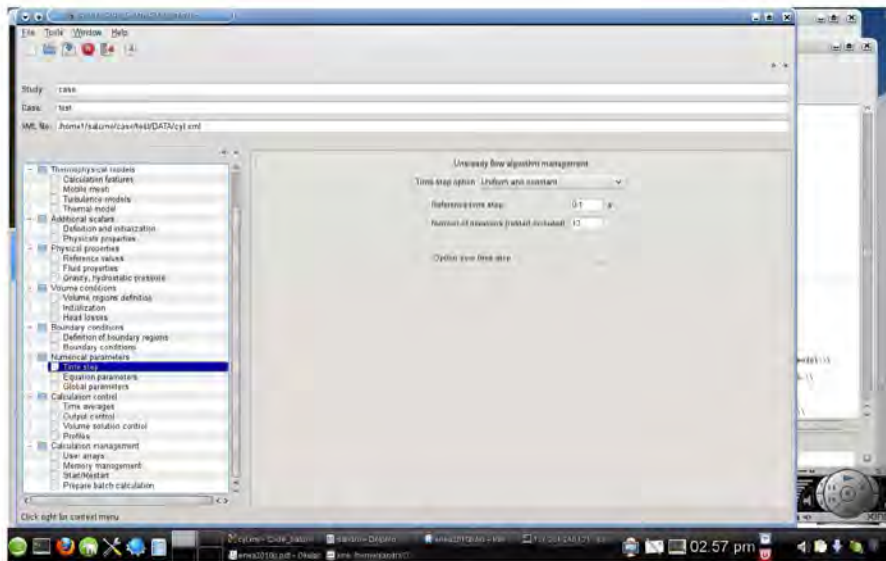 File Tools Window Help
Study: case
Case: test
XML file: /home1/salome/case/test/DATA/cyl.xml
Thermophysical models
Calculation features
Mobile mesh
Turbulence models
Thermal model
Additional scalars
Definition and initialization
Physicals properties
Physical properties
Reference values
Fluid properties
Gravity, hydrostatic pressure
Volume conditions
Volume regions definition
Initialization
Head losses
Boundary conditions
Definition of boundary regions
Boundary conditions
Numerical parameters
Time step
Equation parameters
Global parameters
Calculation control
Time averages
Output control
Volume solution control
Profiles
Calculation management
User arrays
Memory management
Start/Restart
Prepare batch calculation
Unsteady flow algorithm management
Time step option Uniform and constant
Reference time step 0.1 s
Number of iterations (restart included)
Option zero time step
Click right for context menu
02:57 pm